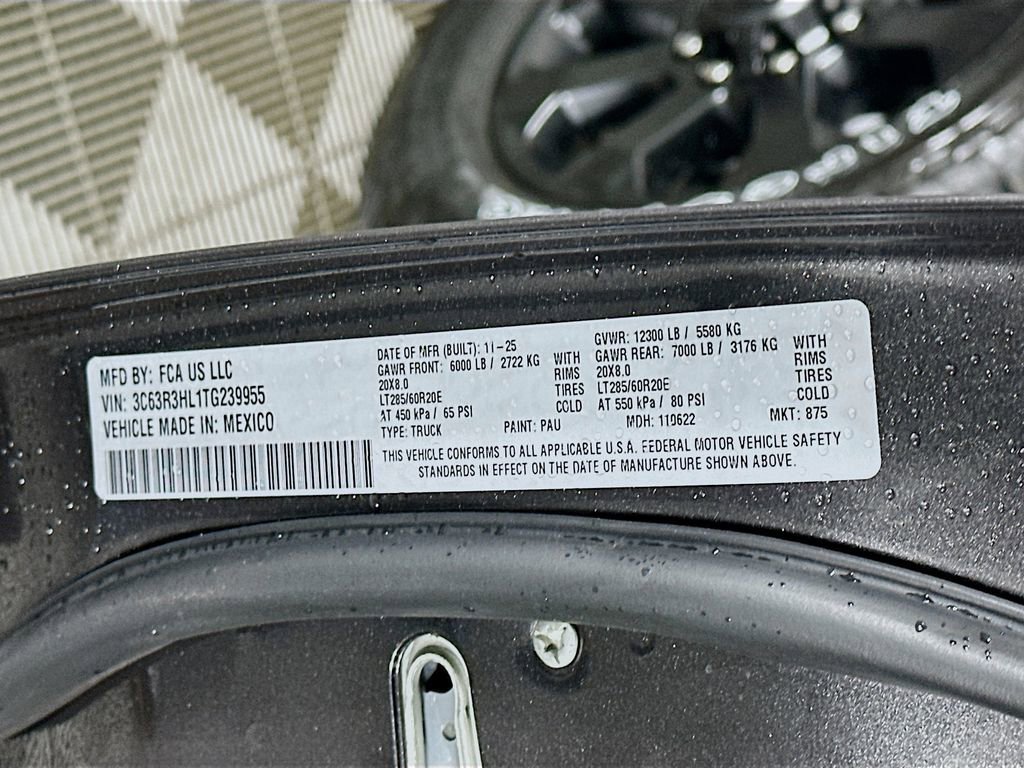 MFD BY: FCA US LLC
VIN: 3C63R3HL1TG239955
VEHICLE MADE IN: MEXICO
DATE OF MFR (BUILT): 11-25
GAWR FRONT: 6000 LB / 2722 KG WITH
20X8.0 RIMS
LT285/60R20E TIRES
AT 450 kPa / 65 PSI COLD
TYPE: TRUCK PAINT: PAU
GVWR: 12300 LB / 5580 KG
GAWR REAR: 7000 LB / 3176 KG WITH
20X8.0 RIMS
LT285/60R20E TIRES
AT 550 kPa / 80 PSI COLD
MDH: 119622 MKT: 875
THIS VEHICLE CONFORMS TO ALL APPLICABLE U.S.A. FEDERAL MOTOR VEHICLE SAFETY
STANDARDS IN EFFECT ON THE DATE OF MANUFACTURE SHOWN ABOVE.